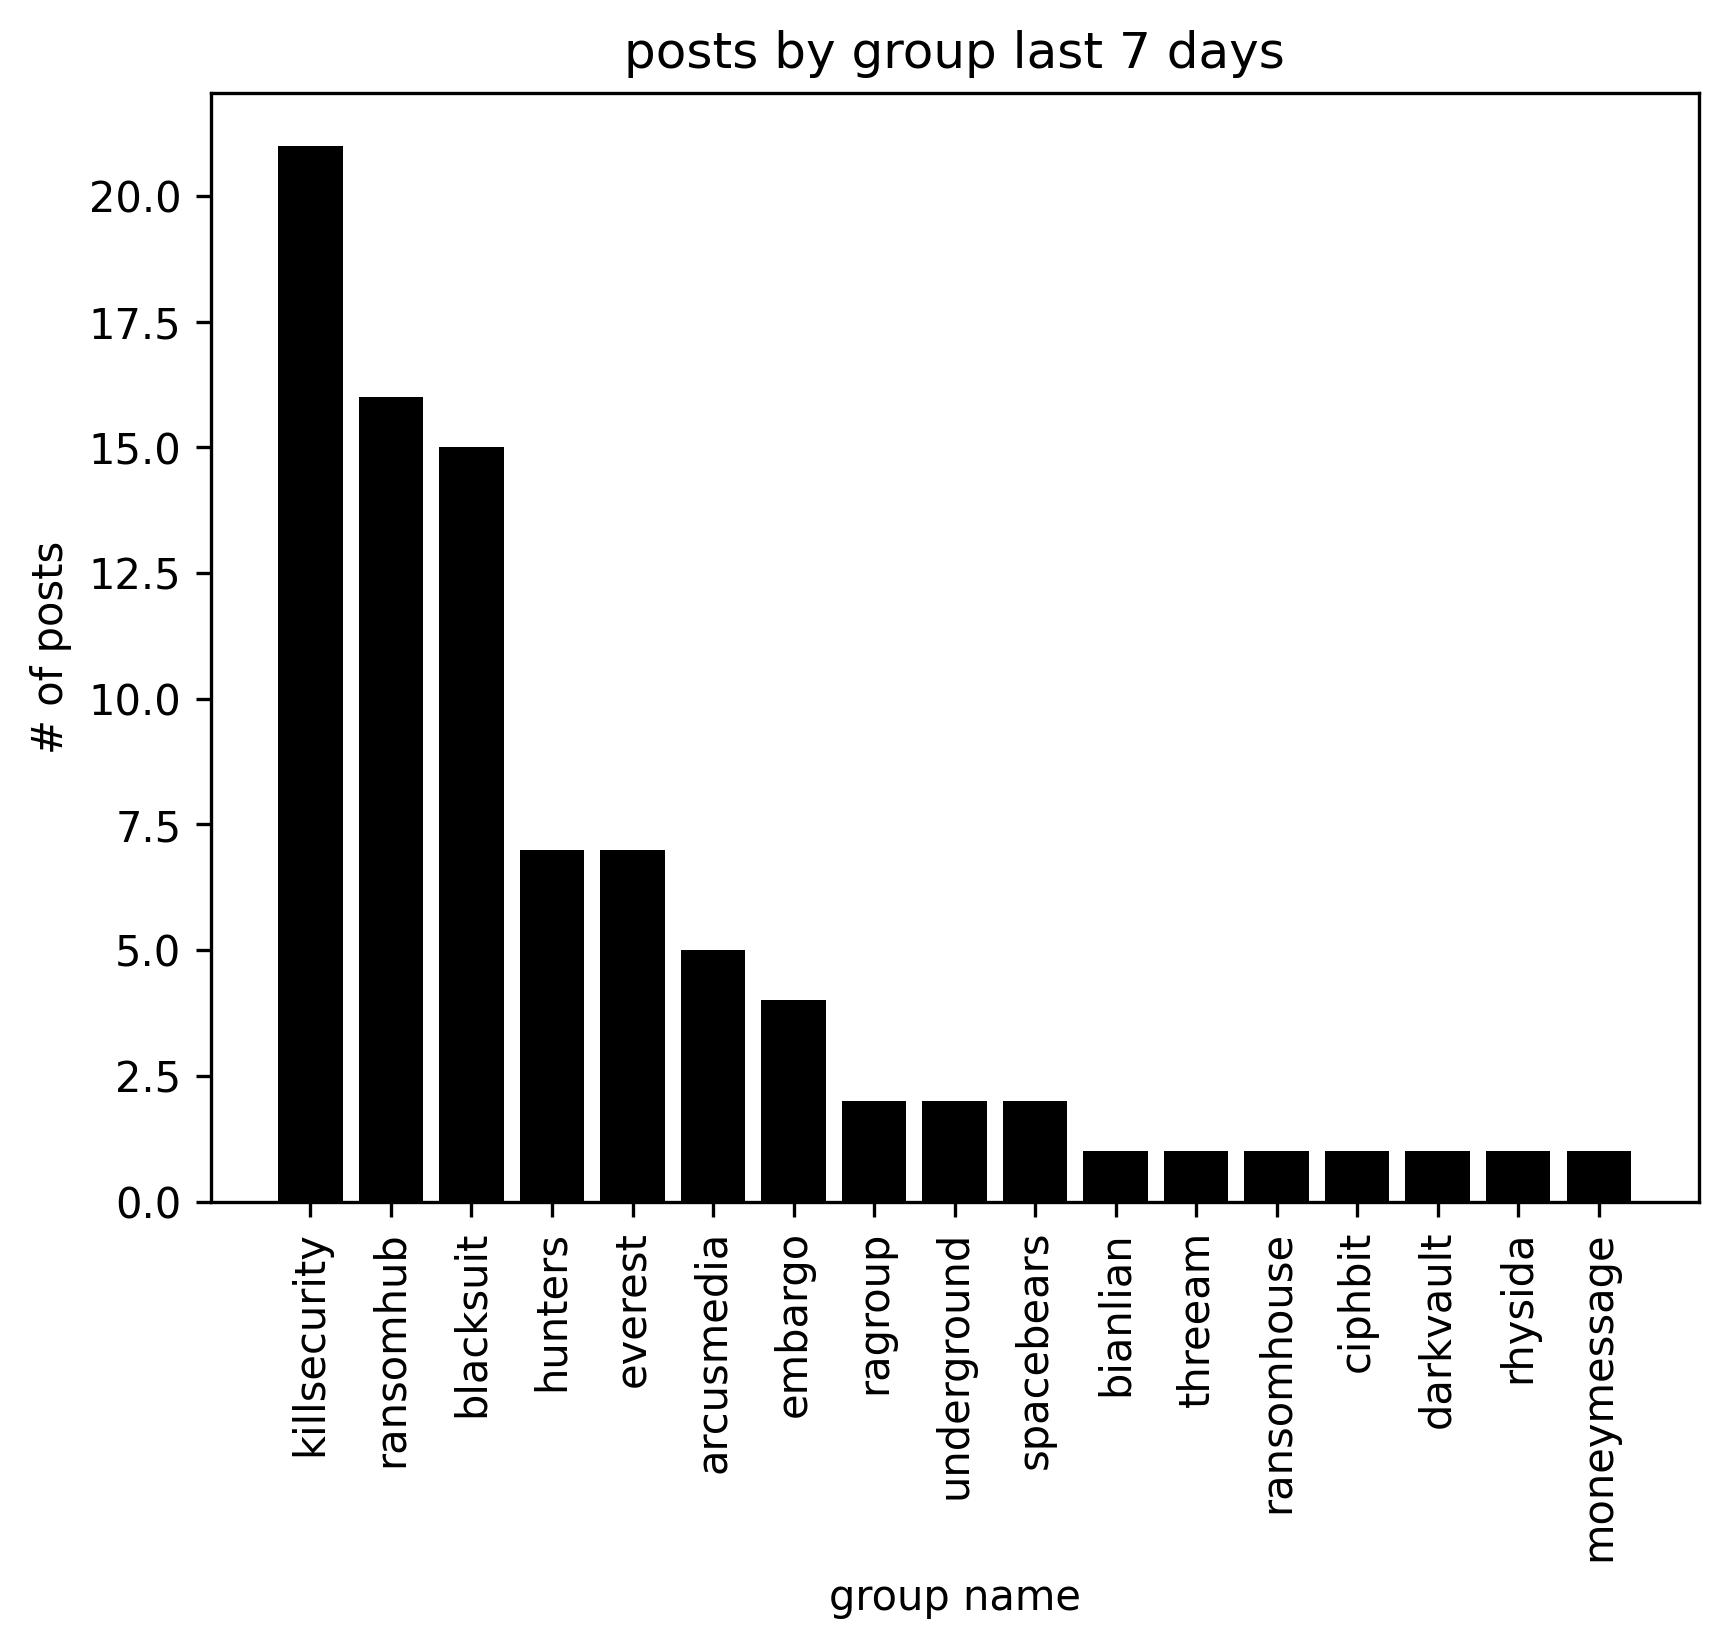 posts by group last 7 days
# of posts
20.0
17.5
15.0
12.5
10.0
7.5
5.0
2.5
0.0
killsecurity
ransomhub
blacksuit
hunters
everest
arcusmedia
embargo
ragroup
underground
spacebears
bianlian
threeam
ransomhouse
ciphbit
darkvault
rhysida
moneymessage
group name